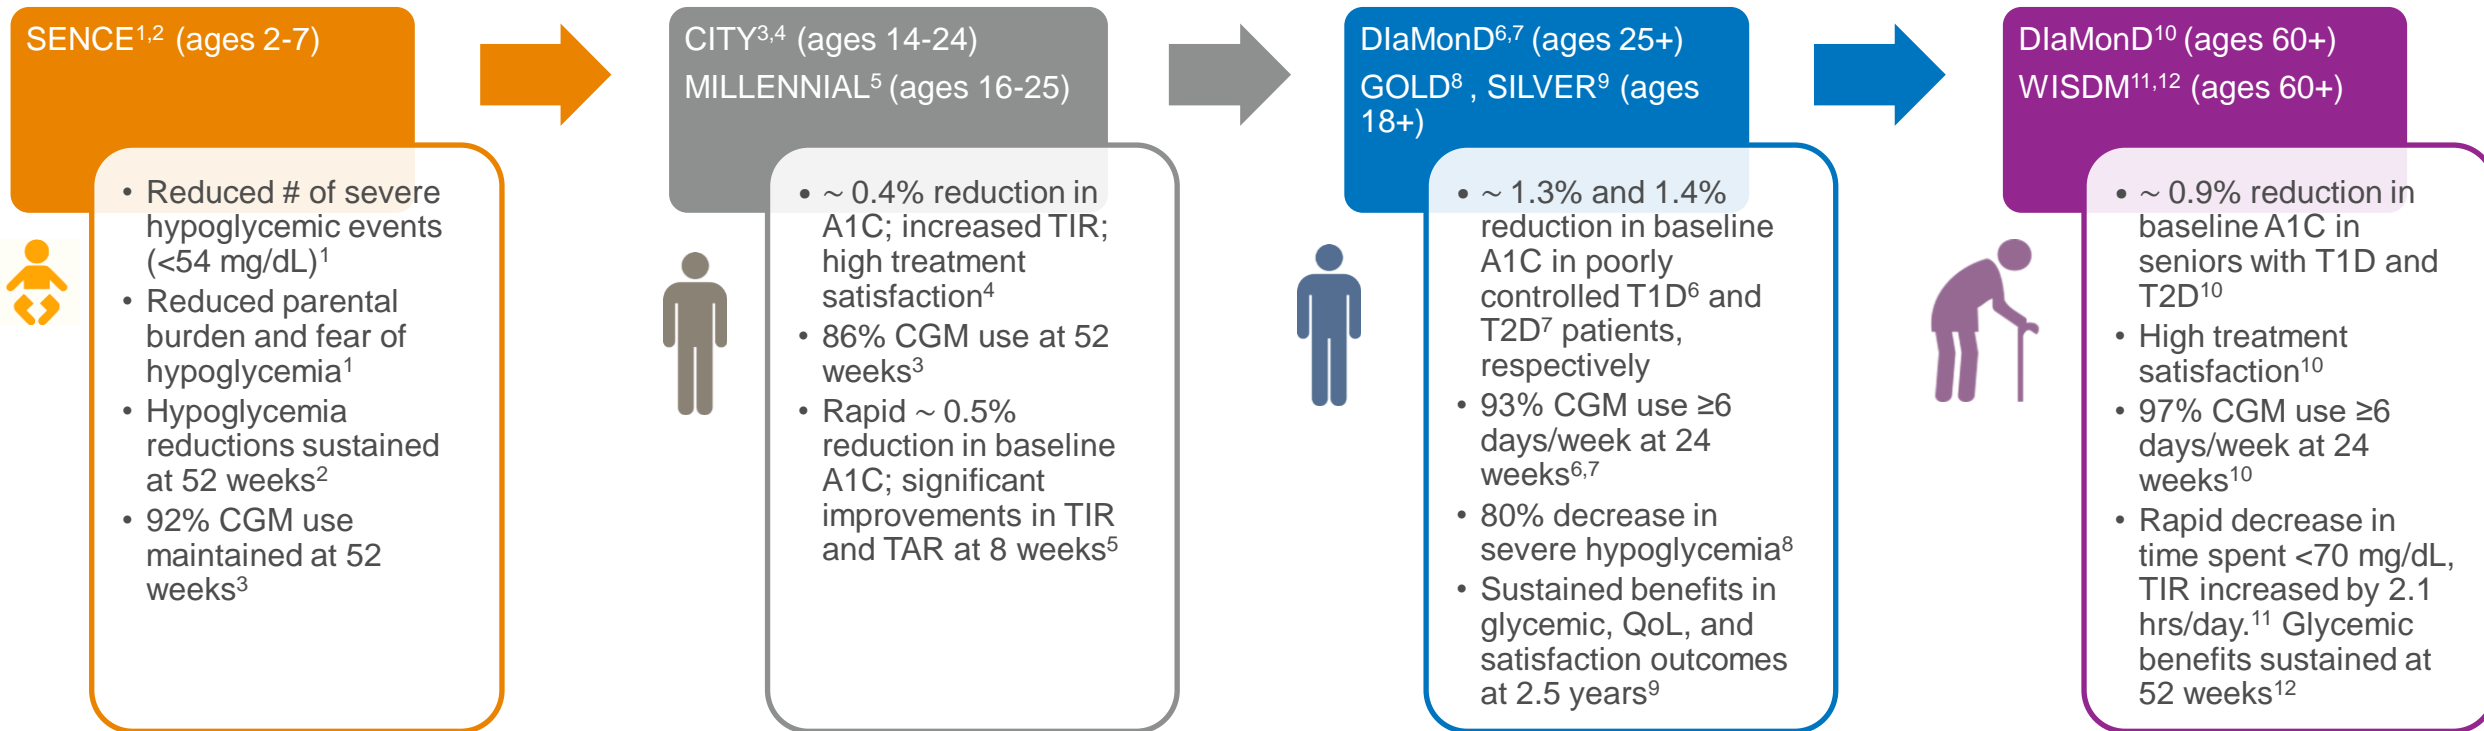 SENCE1,2 (ages 2-7)
• Reduced # of severe
hypoglycemic events
(<54 mg/dL)1
• Reduced parental
burden and fear of
hypoglycemia1
• Hypoglycemia
reductions sustained
at 52 weeks2
• 92% CGM use
maintained at 52
weeks3
CITY3,4 (ages 14-24)
MILLENNIAL5 (ages 16-25)
• ~ 0.4% reduction in
A1C; increased TIR;
high treatment
satisfaction4
• 86% CGM use at 52
weeks3
• Rapid ~ 0.5%
reduction in baseline
A1C; significant
improvements in TIR
and TAR at 8 weeks5
DIaMonD6,7 (ages 25+)
GOLD8 , SILVER9 (ages
18+)
• ~ 1.3% and 1.4%
reduction in baseline
A1C in poorly
controlled T1D6 and
T2D7 patients,
respectively
• 93% CGM use ≥6
days/week at 24
weeks6,7
• 80% decrease in
severe hypoglycemia8
• Sustained benefits in
glycemic, QoL, and
satisfaction outcomes
at 2.5 years9
DIaMonD10 (ages 60+)
WISDM11,12 (ages 60+)
• ~ 0.9% reduction in
baseline A1C in
seniors with T1D and
T2D10
• High treatment
satisfaction10
• 97% CGM use ≥6
days/week at 24
weeks10
• Rapid decrease in
time spent <70 mg/dL,
TIR increased by 2.1
hrs/day.11 Glycemic
benefits sustained at
52 weeks12